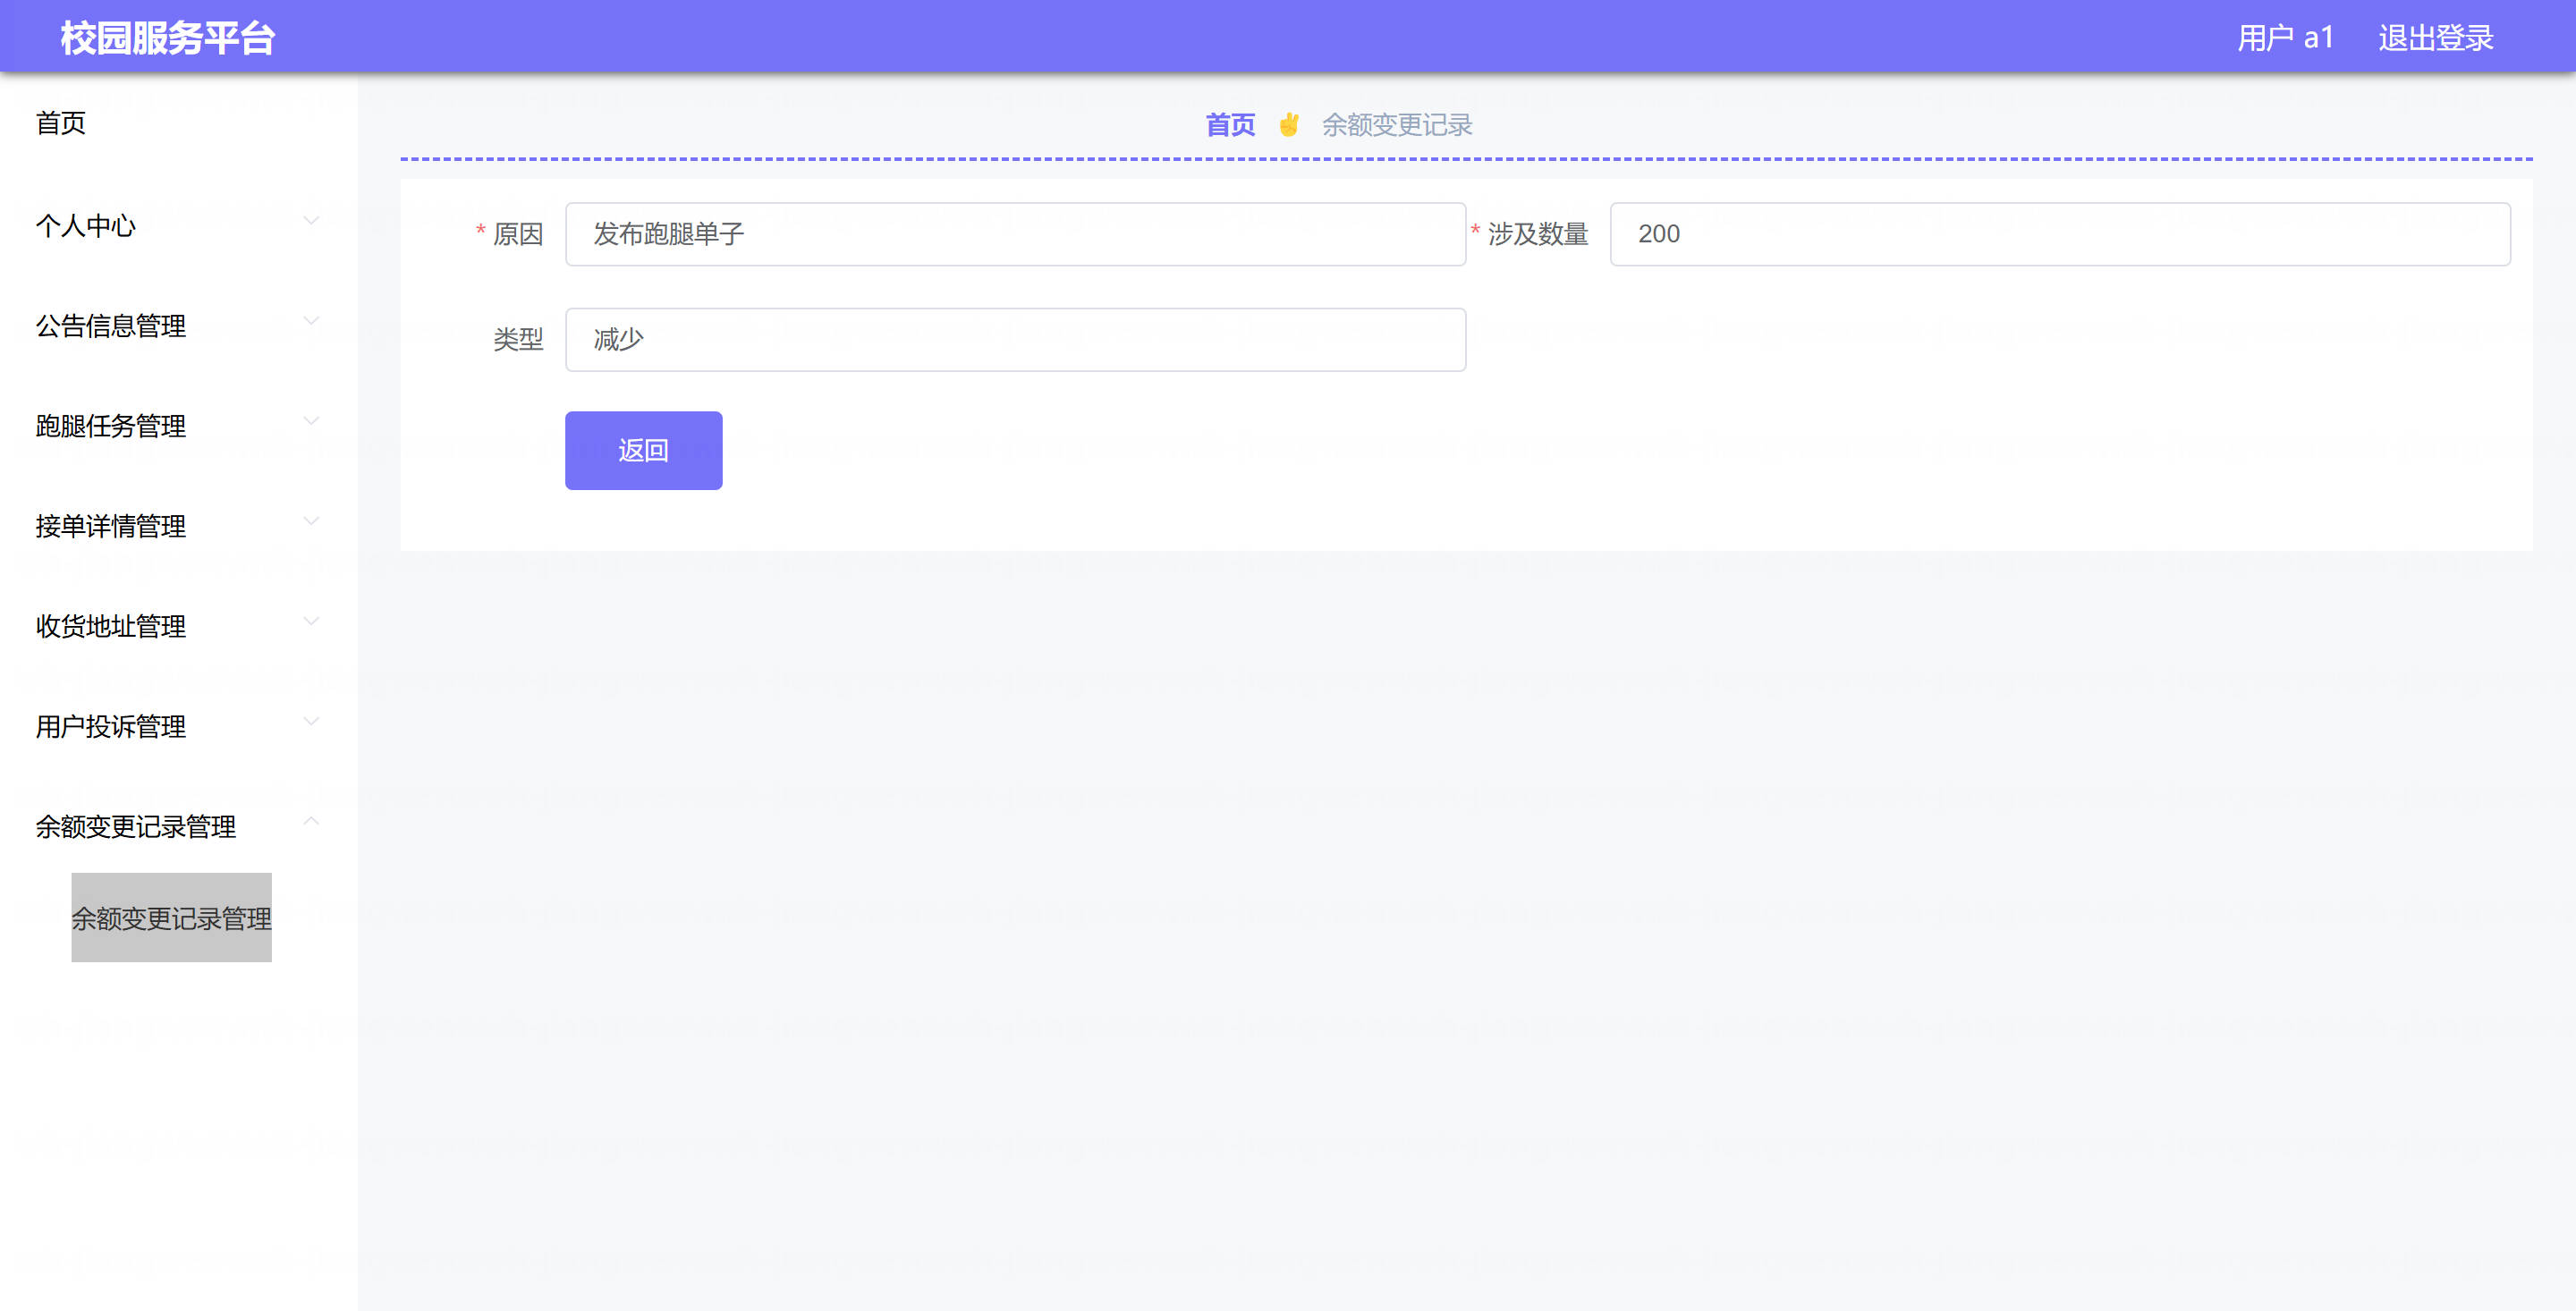 校园服务平台
用户 a1
退出登录
首页
个人中心
公告信息管理
跑腿任务管理
接单详情管理
收货地址管理
用户投诉管理
余额变更记录管理
余额变更记录管理
首页 ✌ 余额变更记录
* 原因 发布跑腿单子
* 涉及数量 200
类型 减少
返回